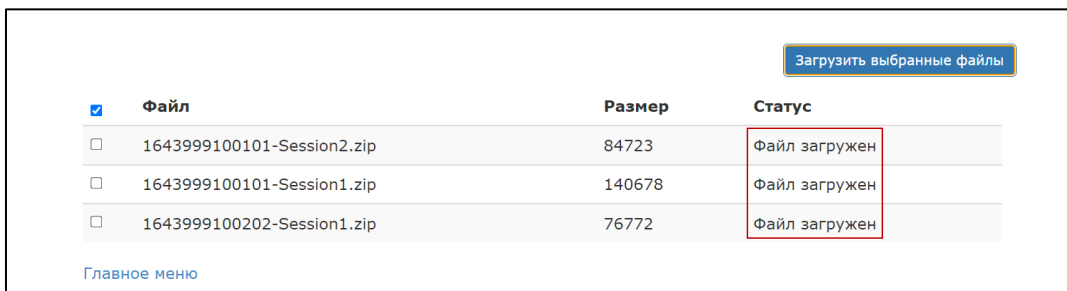 Загрузить выбранные файлы
Файл Размер Статус
1643999100101-Session2.zip 84723 Файл загружен
1643999100101-Session1.zip 140678 Файл загружен
1643999100202-Session1.zip 76772 Файл загружен
Главное меню